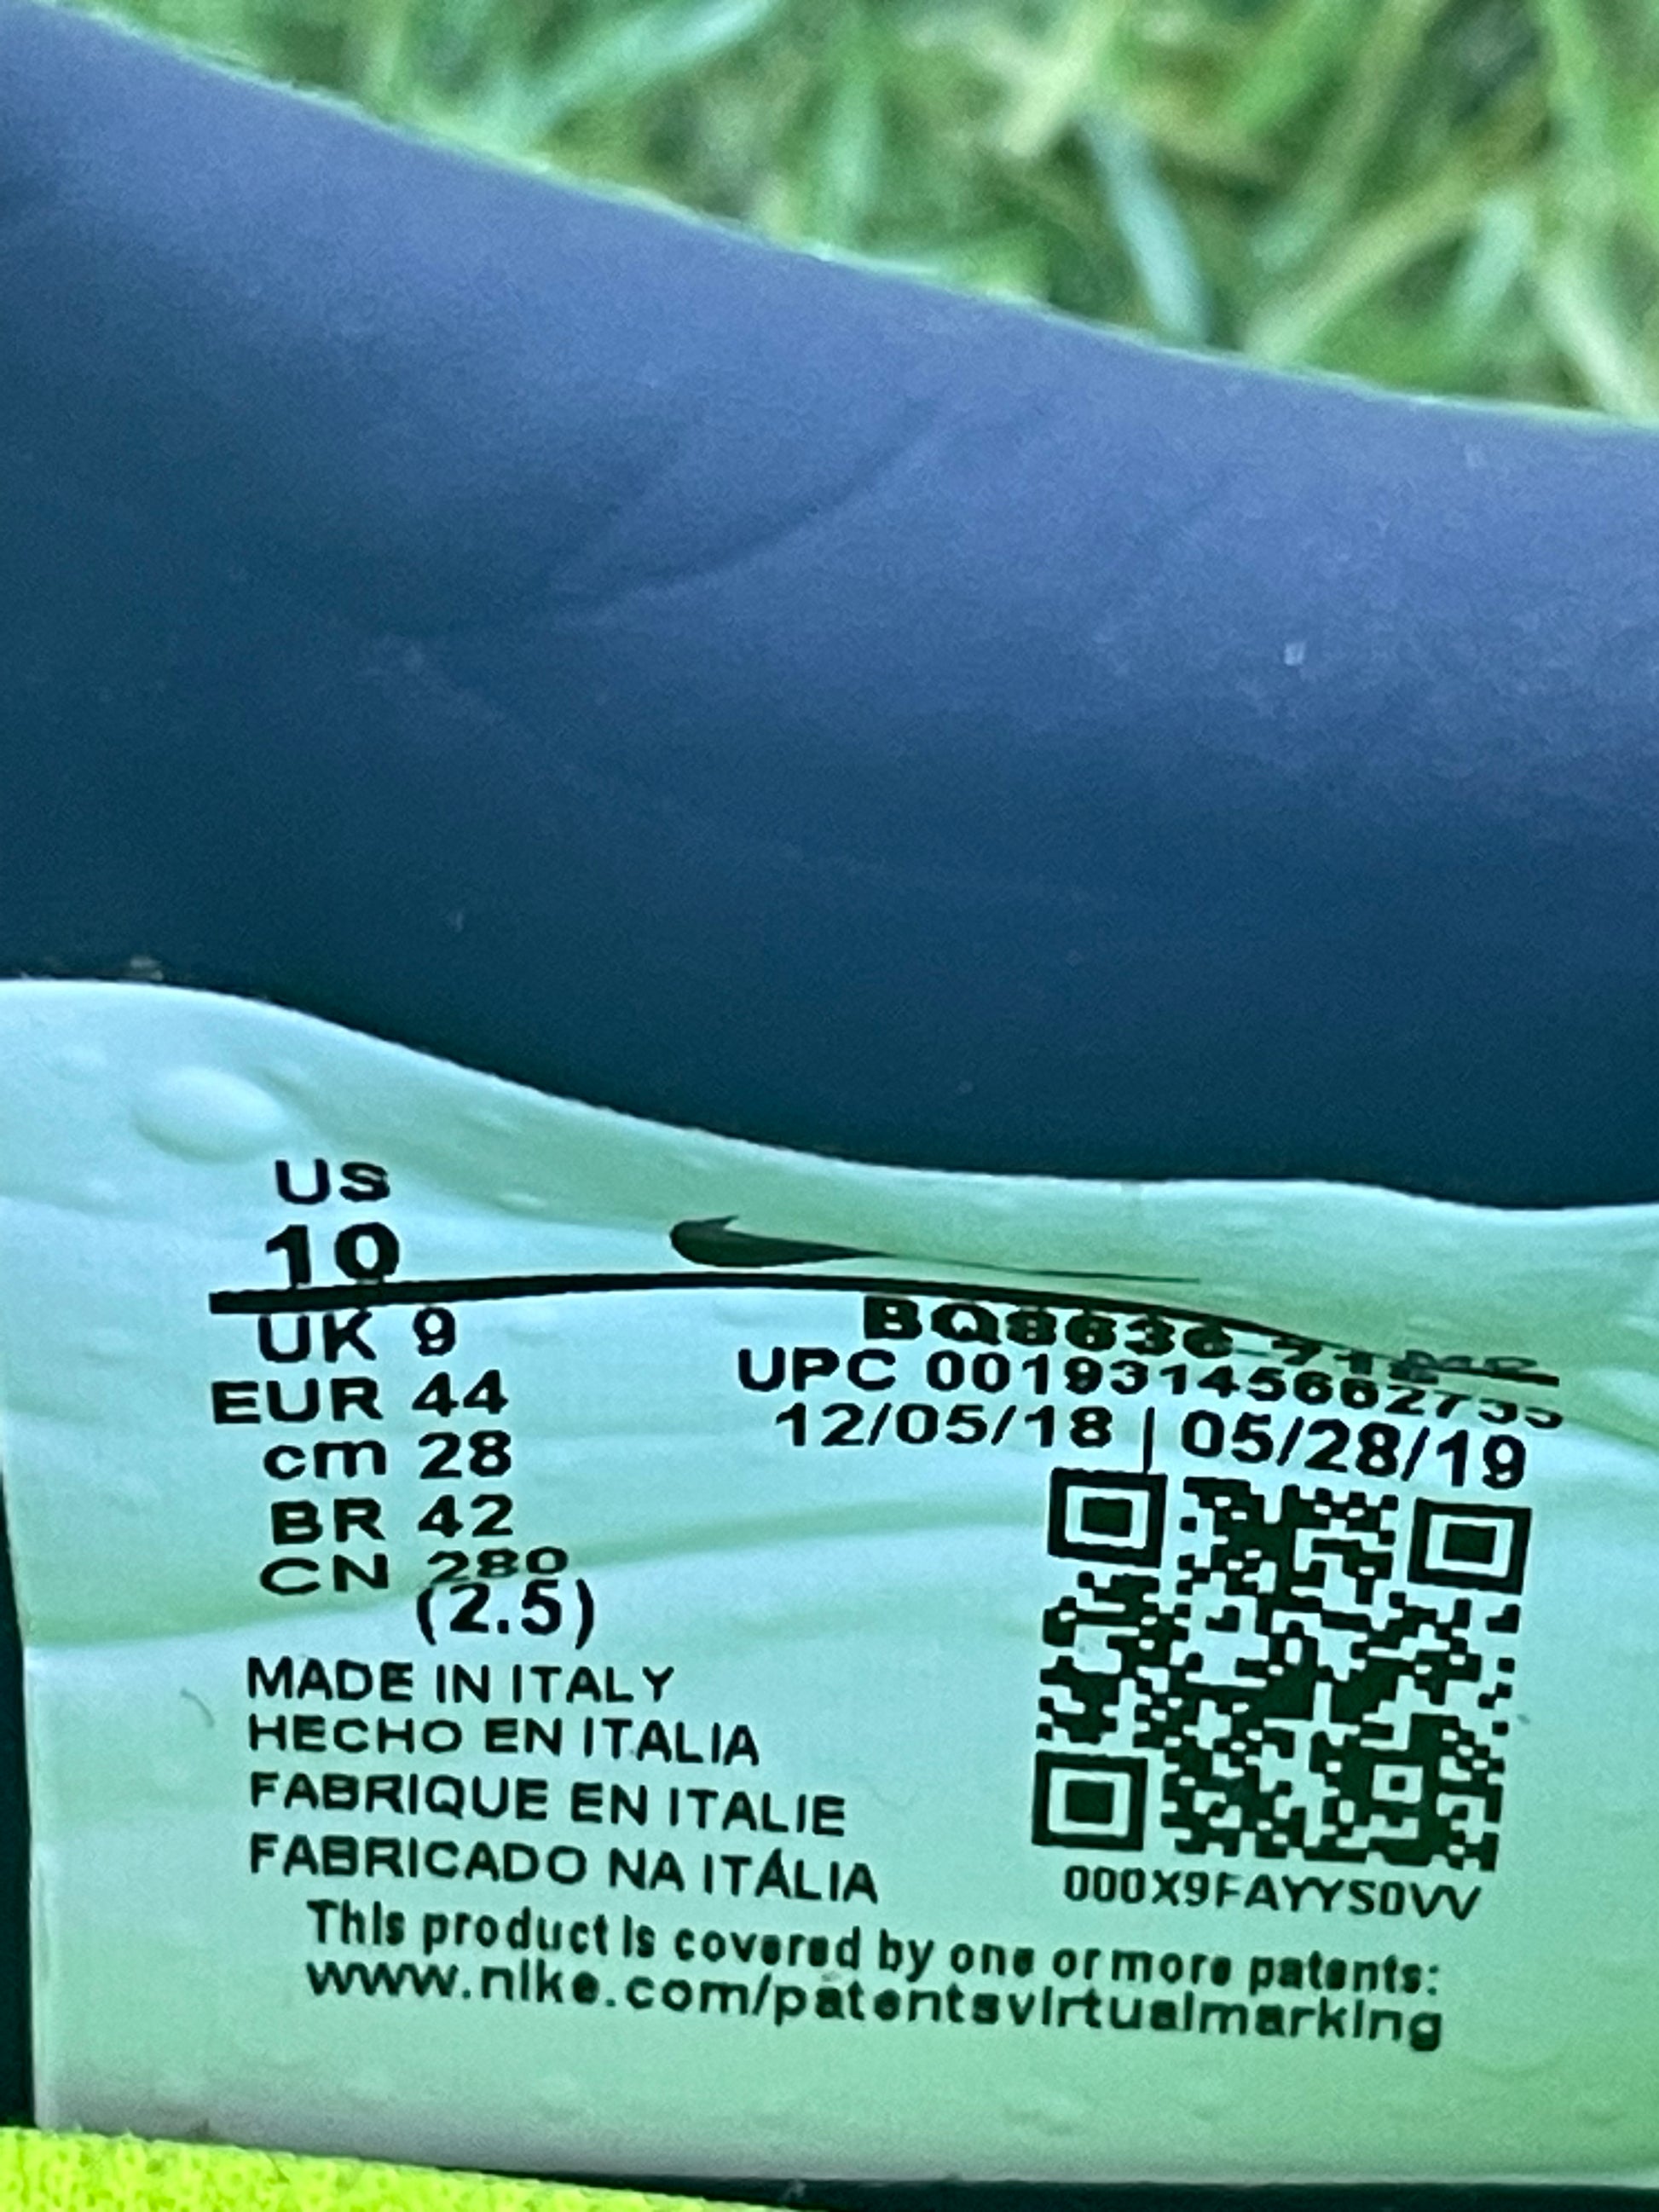 US
10
UK 9
EUR 44
cm 28
BR 42
CN 280
(2.5)
UPC 00193145662735
12/05/18 | 05/28/19
000X9FAYYS0VV
MADE IN ITALY
HECHO EN ITALIA
FABRIQUE EN ITALIE
FABRICADO NA ITÁLIA
This product is covered by one or more patents:
www.nike.com/patentsvirtualmarking